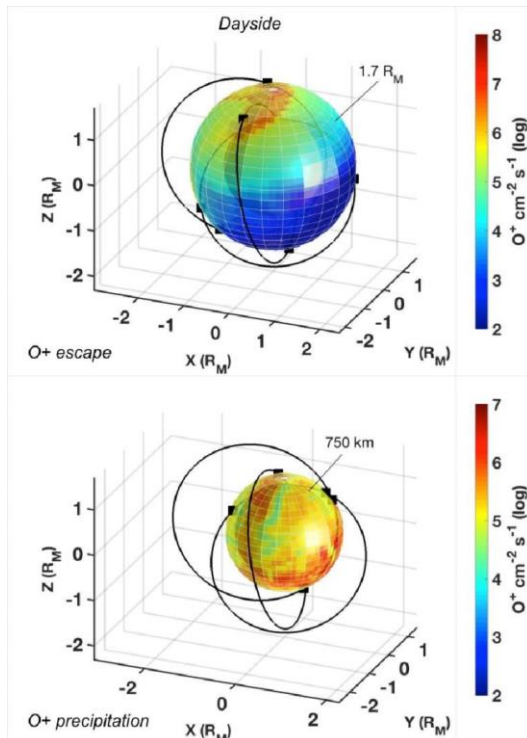 Dayside
1.7 R_M
Z (R_M)
1
0
-1
-2
-2
-1
0
1
2
X (R_M)
-2
-1
0
1
Y (R_M)
O+ escape
8
7
6
5
4
3
2
O⁺ cm⁻² s⁻¹ (log)
750 km
Z (R_M)
1
0
-1
-2
-2
0
2
X (R_M)
-2
-1
0
1
Y (R_M)
O+ precipitation
7
6
5
4
3
2
O⁺ cm⁻² s⁻¹ (log)